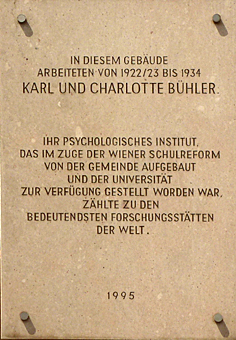 IN DIESEM GEBÄUDE
ARBEITETEN VON 1922/23 BIS 1934
KARL UND CHARLOTTE BÜHLER.
IHR PSYCHOLOGISCHES INSTITUT,
DAS IM ZUGE DER WIENER SCHULREFORM
VON DER GEMEINDE AUFGEBAUT
UND DER UNIVERSITÄT
ZUR VERFÜGUNG GESTELLT WORDEN WAR,
ZÄHLTE ZU DEN
BEDEUTENDSTEN FORSCHUNGSSTÄTTEN
DER WELT.
1995